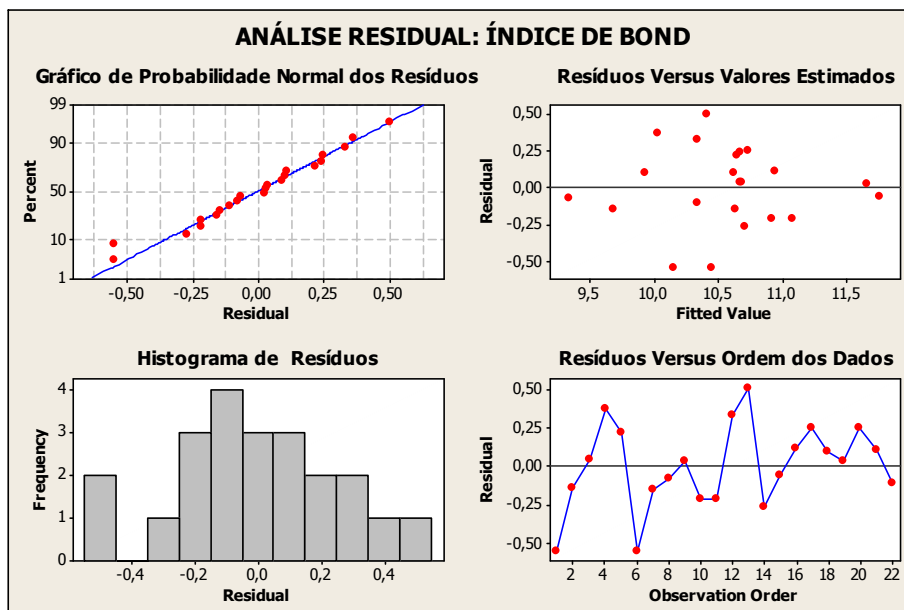 ANÁLISE RESIDUAL: ÍNDICE DE BOND
Gráfico de Probabilidade Normal dos Resíduos
Percent
99
90
50
10
1
-0,50 -0,25 0,00 0,25 0,50
Residual
Resíduos Versus Valores Estimados
Residual
0,50
0,25
0,00
-0,25
-0,50
9,5 10,0 10,5 11,0 11,5
Fitted Value
Histograma de Resíduos
Frequency
4
3
2
1
0
-0,4 -0,2 0,0 0,2 0,4
Residual
Resíduos Versus Ordem dos Dados
Residual
0,50
0,25
0,00
-0,25
-0,50
2 4 6 8 10 12 14 16 18 20 22
Observation Order